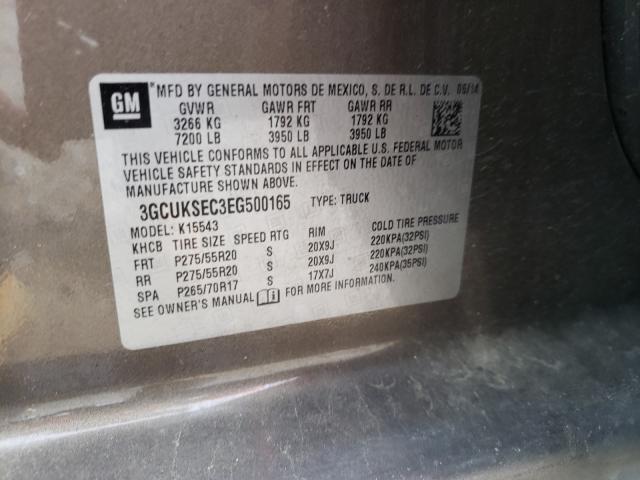 GM *MFD BY GENERAL MOTORS DE MEXICO, S. DE R.L. DE C.V. 06/14
GVWR GAWR FRT GAWR RR
3266 KG 1792 KG 1792 KG
7200 LB 3950 LB 3950 LB
THIS VEHICLE CONFORMS TO ALL APPLICABLE U.S. FEDERAL MOTOR
VEHICLE SAFETY STANDARDS IN EFFECT ON THE DATE OF
MANUFACTURE SHOWN ABOVE.
3GCUKSEC3EG500165 TYPE: TRUCK
MODEL: K15543
KHCB TIRE SIZE SPEED RTG RIM COLD TIRE PRESSURE
FRT P275/55R20 S 20X9J 220KPA(32PSI)
RR P275/55R20 S 20X9J 220KPA(32PSI)
SPA P265/70R17 S 17X7J 240KPA(35PSI)
SEE OWNER'S MANUAL FOR MORE INFORMATION.